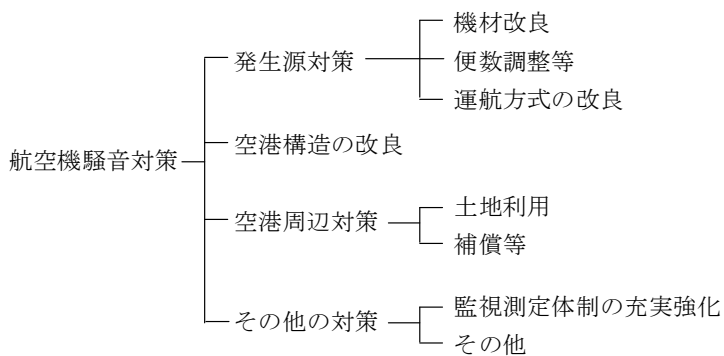 機材改良
発生源対策
便数調整等
運航方式の改良
空港構造の改良
航空機騒音対策
土地利用
空港周辺対策
補償等
監視測定体制の充実強化
その他の対策
その他